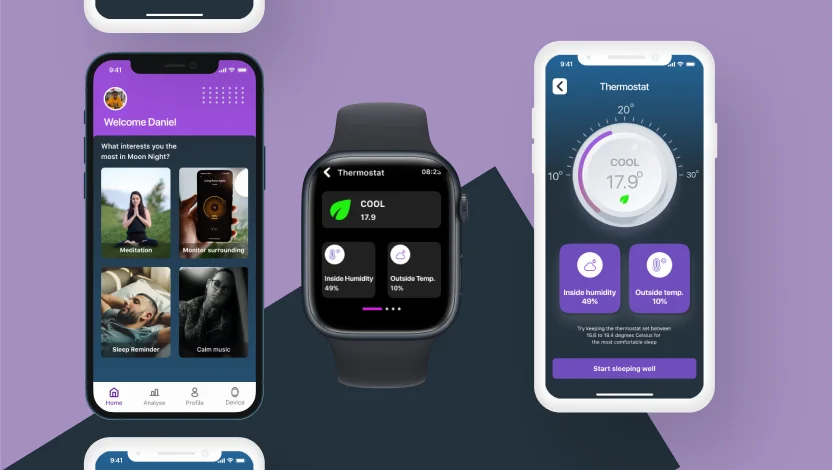 9:41
Welcome Daniel
What interests you the
most in Moon Night?
Meditation
Monitor surrounding
Sleep Reminder
Calm music
Home
Analyse
Profile
Device
Thermostat
COOL
17.9
Inside Humidity
49%
Outside Temp.
10%
9:41
Thermostat
20°
10°
30°
COOL
17.9°
Inside humidity
49%
Outside temp.
10%
Try keeping the thermostat set between
15.6 to 19.4 degrees Celsius for
the most comfortable sleep
Start sleeping well
9:41